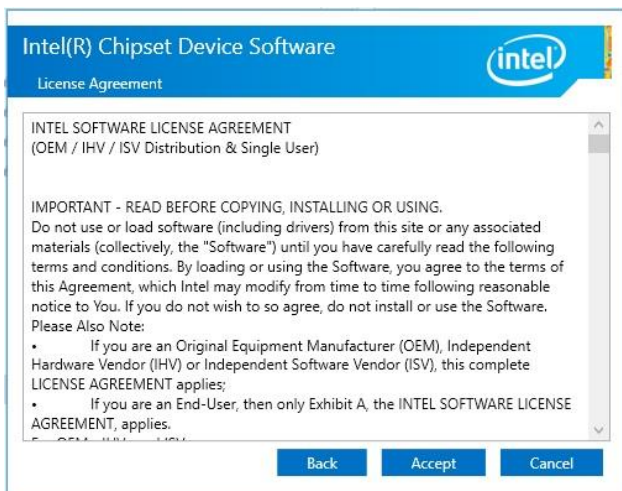 Intel(R) Chipset Device Software
intel
License Agreement
INTEL SOFTWARE LICENSE AGREEMENT
(OEM / IHV / ISV Distribution & Single User)
IMPORTANT - READ BEFORE COPYING, INSTALLING OR USING.
Do not use or load software (including drivers) from this site or any associated
materials (collectively, the "Software") until you have carefully read the following
terms and conditions. By loading or using the Software, you agree to the terms of
this Agreement, which Intel may modify from time to time following reasonable
notice to You. If you do not wish to so agree, do not install or use the Software.
Please Also Note:
• If you are an Original Equipment Manufacturer (OEM), Independent
Hardware Vendor (IHV) or Independent Software Vendor (ISV), this complete
LICENSE AGREEMENT applies;
• If you are an End-User, then only Exhibit A, the INTEL SOFTWARE LICENSE
AGREEMENT, applies.
Back Accept Cancel